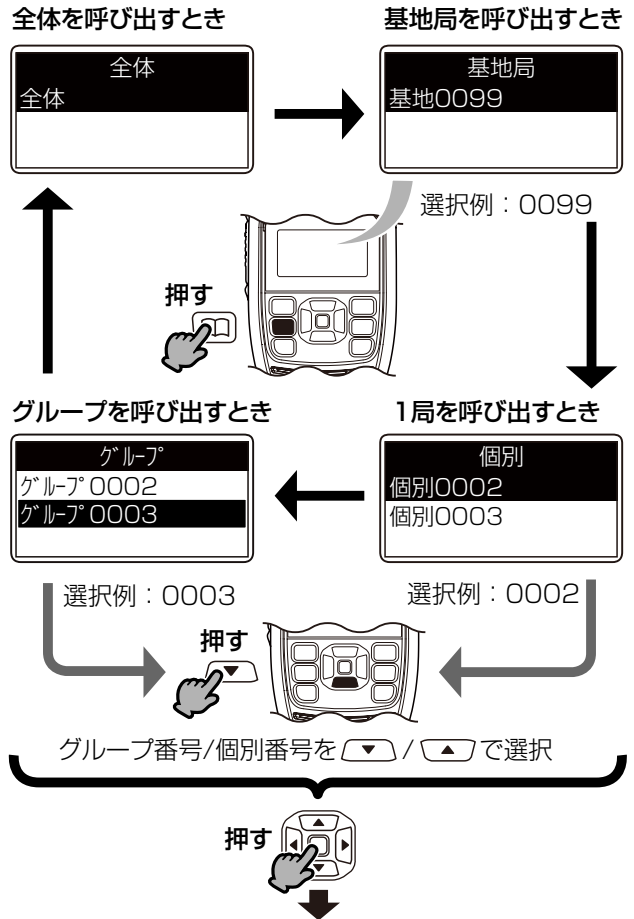 全体を呼び出すとき
基地局を呼び出すとき
全体
全体
基地局
基地0099
選択例：0099
押す
グループを呼び出すとき
1局を呼び出すとき
ｸﾞﾙｰﾌﾟ
ｸﾞﾙｰﾌﾟ0002
ｸﾞﾙｰﾌﾟ0003
個別
個別0002
個別0003
選択例：0003
選択例：0002
押す
グループ番号/個別番号を▼/▲で選択
押す